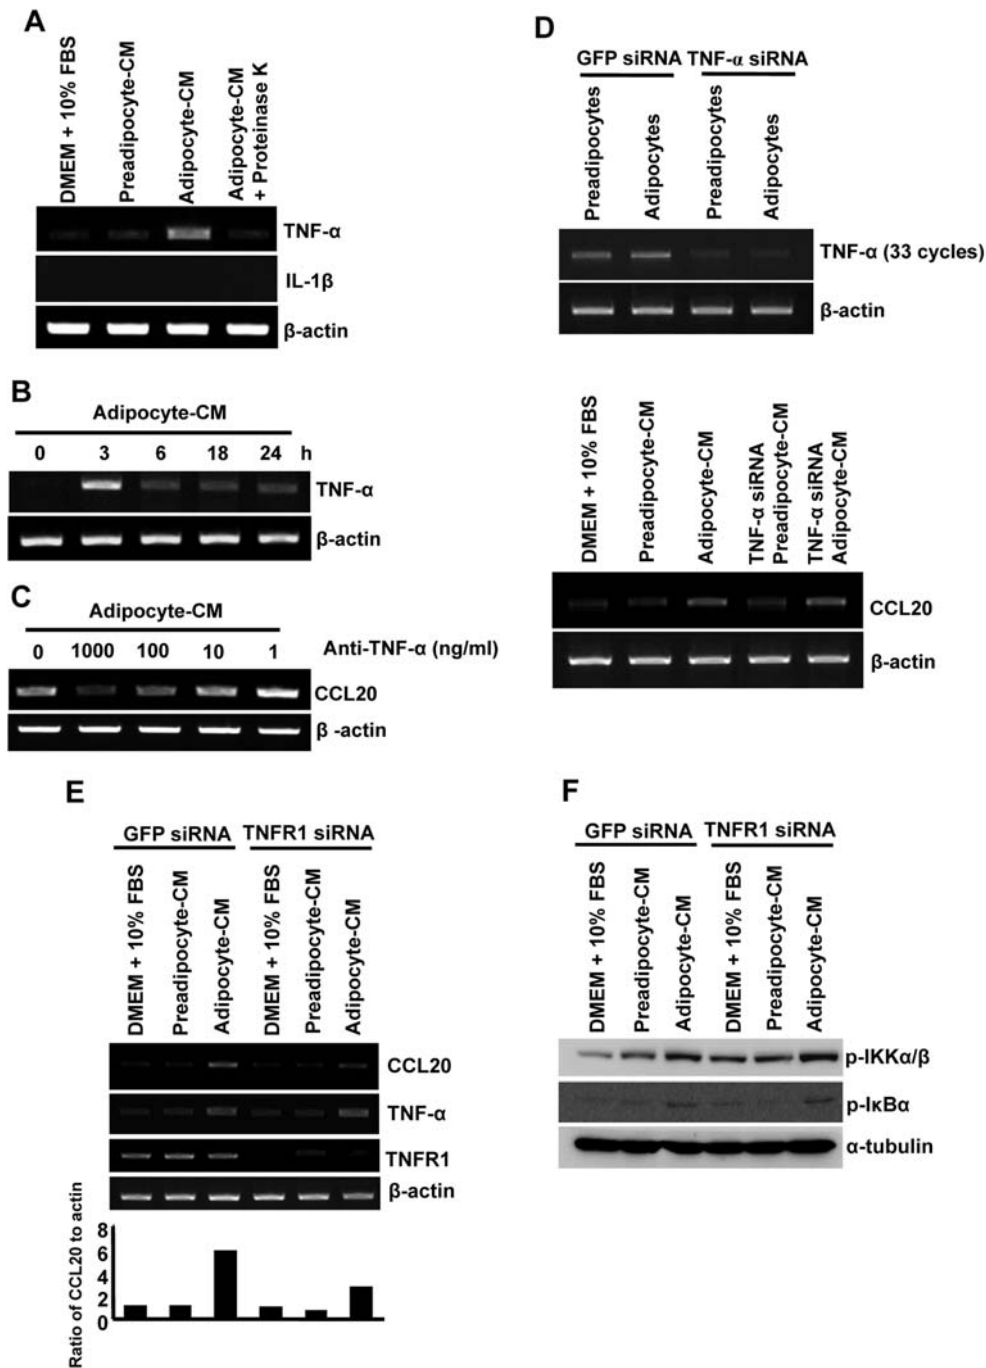 A
DMEM + 10% FBS
Preadipocyte-CM
Adipocyte-CM
Adipocyte-CM
+ Proteinase K
TNF-α
IL-1β
β-actin
B
Adipocyte-CM
0 3 6 18 24 h
TNF-α
β-actin
C
Adipocyte-CM
0 1000 100 10 1 Anti-TNF-α (ng/ml)
CCL20
β -actin
D
GFP siRNA TNF-α siRNA
Preadipocytes
Adipocytes
Preadipocytes
Adipocytes
TNF-α (33 cycles)
β-actin
DMEM + 10% FBS
Preadipocyte-CM
Adipocyte-CM
TNF-α siRNA
Preadipocyte-CM
TNF-α siRNA
Adipocyte-CM
CCL20
β-actin
E
GFP siRNA TNFR1 siRNA
DMEM + 10% FBS
Preadipocyte-CM
Adipocyte-CM
DMEM + 10% FBS
Preadipocyte-CM
Adipocyte-CM
CCL20
TNF-α
TNFR1
β-actin
Ratio of CCL20 to actin
8
6
4
2
0
F
GFP siRNA TNFR1 siRNA
DMEM + 10% FBS
Preadipocyte-CM
Adipocyte-CM
DMEM + 10% FBS
Preadipocyte-CM
Adipocyte-CM
p-IKKα/β
p-IκBα
α-tubulin